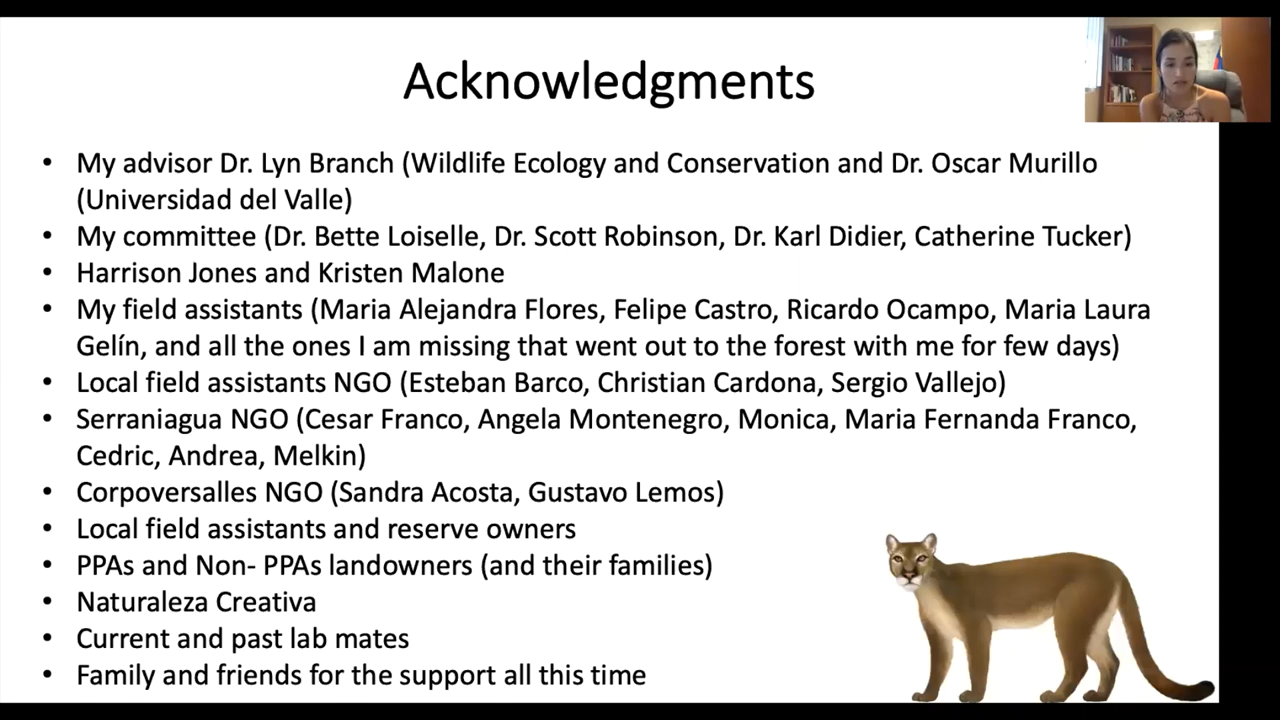 Acknowledgments
• My advisor Dr. Lyn Branch (Wildlife Ecology and Conservation and Dr. Oscar Murillo
(Universidad del Valle)
• My committee (Dr. Bette Loiselle, Dr. Scott Robinson, Dr. Karl Didier, Catherine Tucker)
• Harrison Jones and Kristen Malone
• My field assistants (Maria Alejandra Flores, Felipe Castro, Ricardo Ocampo, Maria Laura
Gelín, and all the ones I am missing that went out to the forest with me for few days)
• Local field assistants NGO (Esteban Barco, Christian Cardona, Sergio Vallejo)
• Serraniagua NGO (Cesar Franco, Angela Montenegro, Monica, Maria Fernanda Franco,
Cedric, Andrea, Melkin)
• Corpoversalles NGO (Sandra Acosta, Gustavo Lemos)
• Local field assistants and reserve owners
• PPAs and Non- PPAs landowners (and their families)
• Naturaleza Creativa
• Current and past lab mates
• Family and friends for the support all this time